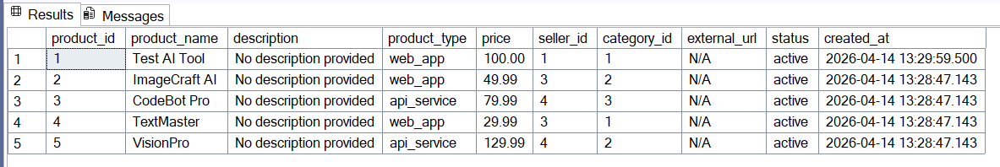 Results Messages
product_id product_name description product_type price seller_id category_id external_url status created_at
1 1 Test AI Tool No description provided web_app 100.00 1 1 N/A active 2026-04-14 13:29:59.500
2 2 ImageCraft AI No description provided web_app 49.99 3 2 N/A active 2026-04-14 13:28:47.143
3 3 CodeBot Pro No description provided api_service 79.99 4 3 N/A active 2026-04-14 13:28:47.143
4 4 TextMaster No description provided web_app 29.99 3 1 N/A active 2026-04-14 13:28:47.143
5 5 VisionPro No description provided api_service 129.99 4 2 N/A active 2026-04-14 13:28:47.143